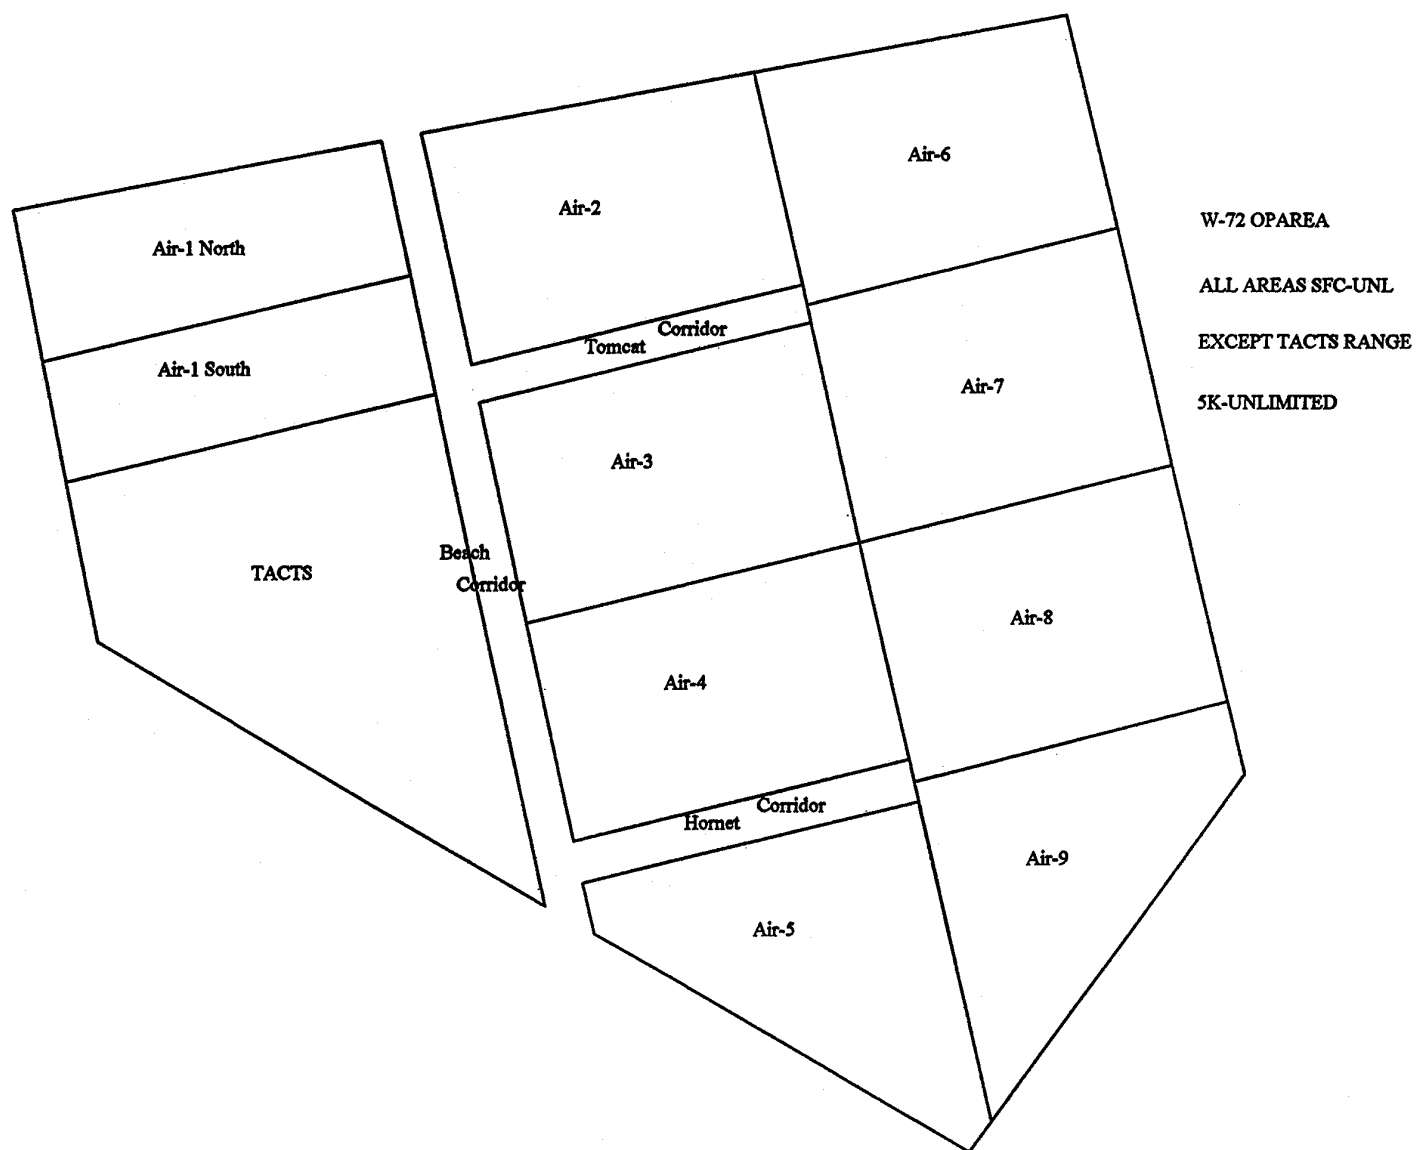 Air-6
Air-2
W-72 OPAREA
Air-1 North
ALL AREAS SFC-UNL
Corridor
Tomcat
EXCEPT TACTS RANGE
Air-1 South
Air-7
5K-UNLIMITED
Air-3
Beach
Corridor
TACTS
Air-8
Air-4
Corridor
Hornet
Air-9
Air-5